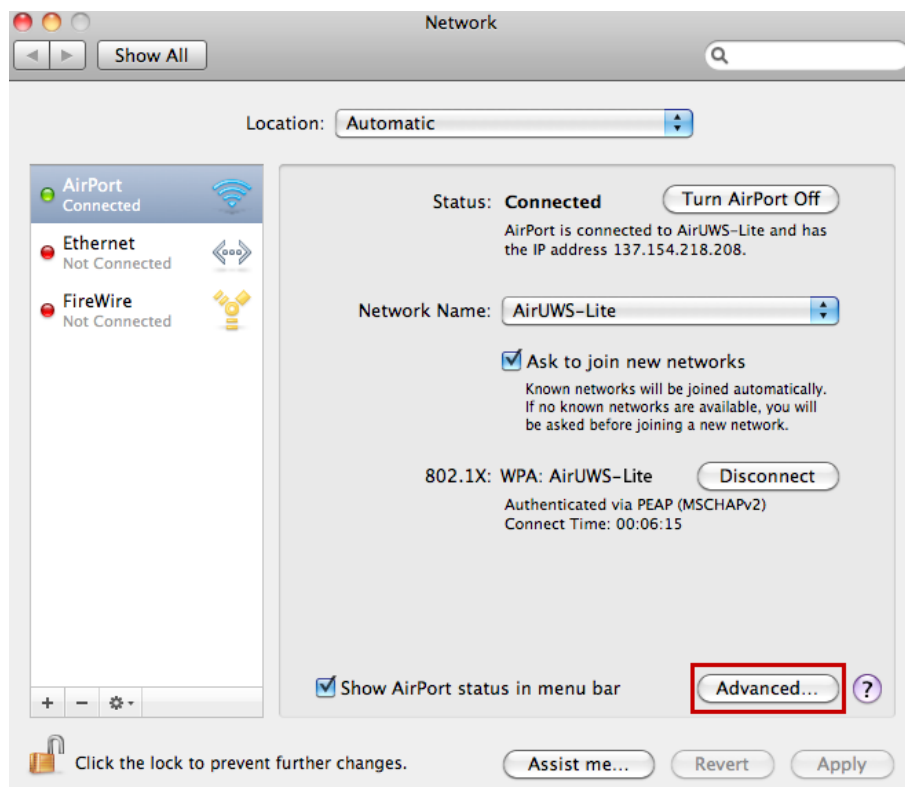 Network
Show All
Location: Automatic
AirPort
Connected
Ethernet
Not Connected
FireWire
Not Connected
Status: Connected Turn AirPort Off
AirPort is connected to AirUWS-Lite and has
the IP address 137.154.218.208.
Network Name: AirUWS-Lite
Ask to join new networks
Known networks will be joined automatically.
If no known networks are available, you will
be asked before joining a new network.
802.1X: WPA: AirUWS-Lite Disconnect
Authenticated via PEAP (MSCHAPv2)
Connect Time: 00:06:15
Show AirPort status in menu bar Advanced... ?
Click the lock to prevent further changes. Assist me... Revert Apply